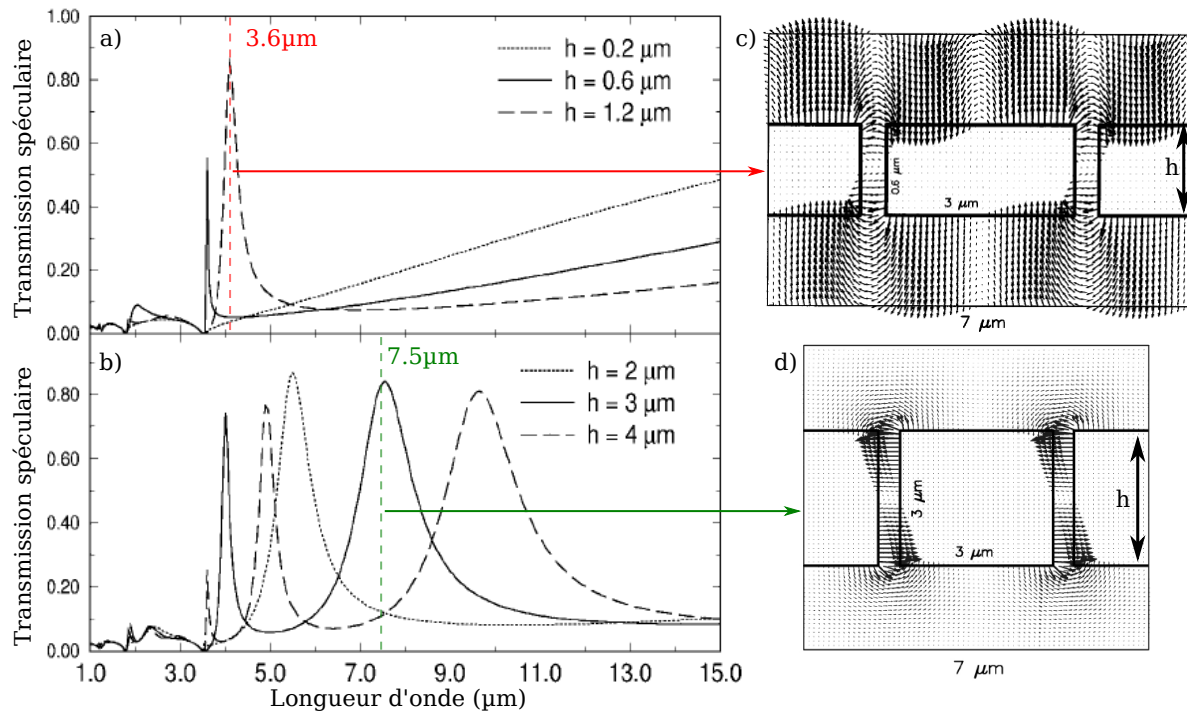 a)
3.6µm
h = 0.2 µm
h = 0.6 µm
h = 1.2 µm
Transmission spéculaire
1.00
0.80
0.60
0.40
0.20
0.00
b)
7.5µm
h = 2 µm
h = 3 µm
h = 4 µm
Transmission spéculaire
0.80
0.60
0.40
0.20
0.00
1.0 3.0 5.0 7.0 9.0 11.0 13.0 15.0
Longueur d'onde (µm)
c)
0.6 µm
3 µm
h
7 µm
d)
3 µm
3 µm
h
7 µm